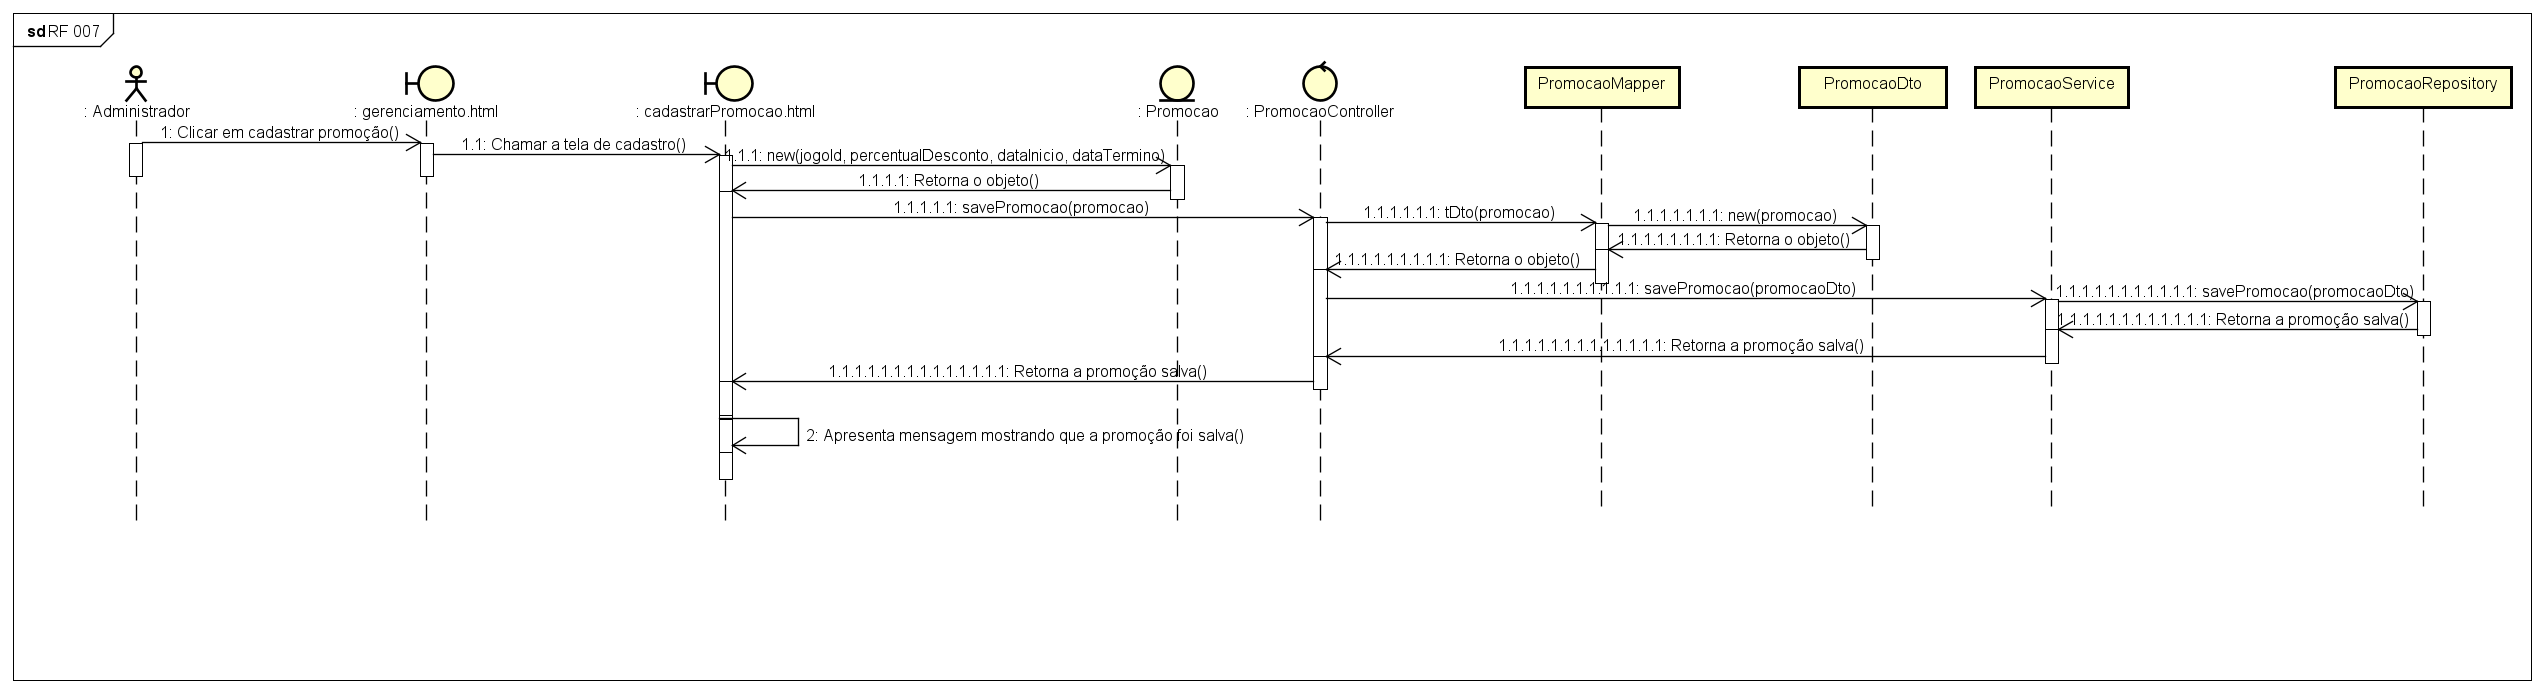 sd RF 007
: Administrador
: gerenciamento.html
: cadastrarPromocao.html
: Promocao
: PromocaoController
PromocaoMapper
PromocaoDto
PromocaoService
PromocaoRepository
1: Clicar em cadastrar promoção()
1.1: Chamar a tela de cadastro()
1.1.1: new(jogoId, percentualDesconto, dataInicio, dataTermino)
1.1.1.1: Retorna o objeto()
1.1.1.1.1: savePromocao(promocao)
1.1.1.1.1.1: tDto(promocao)
1.1.1.1.1.1.1: new(promocao)
1.1.1.1.1.1.1.1: Retorna o objeto()
1.1.1.1.1.1.1.1.1: Retorna o objeto()
1.1.1.1.1.1.1.1.1.1: savePromocao(promocaoDto)
1.1.1.1.1.1.1.1.1.1.1: savePromocao(promocaoDto)
1.1.1.1.1.1.1.1.1.1.1.1: Retorna a promoção salva()
1.1.1.1.1.1.1.1.1.1.1.1.1: Retorna a promoção salva()
1.1.1.1.1.1.1.1.1.1.1.1.1.1: Retorna a promoção salva()
2: Apresenta mensagem mostrando que a promoção foi salva()